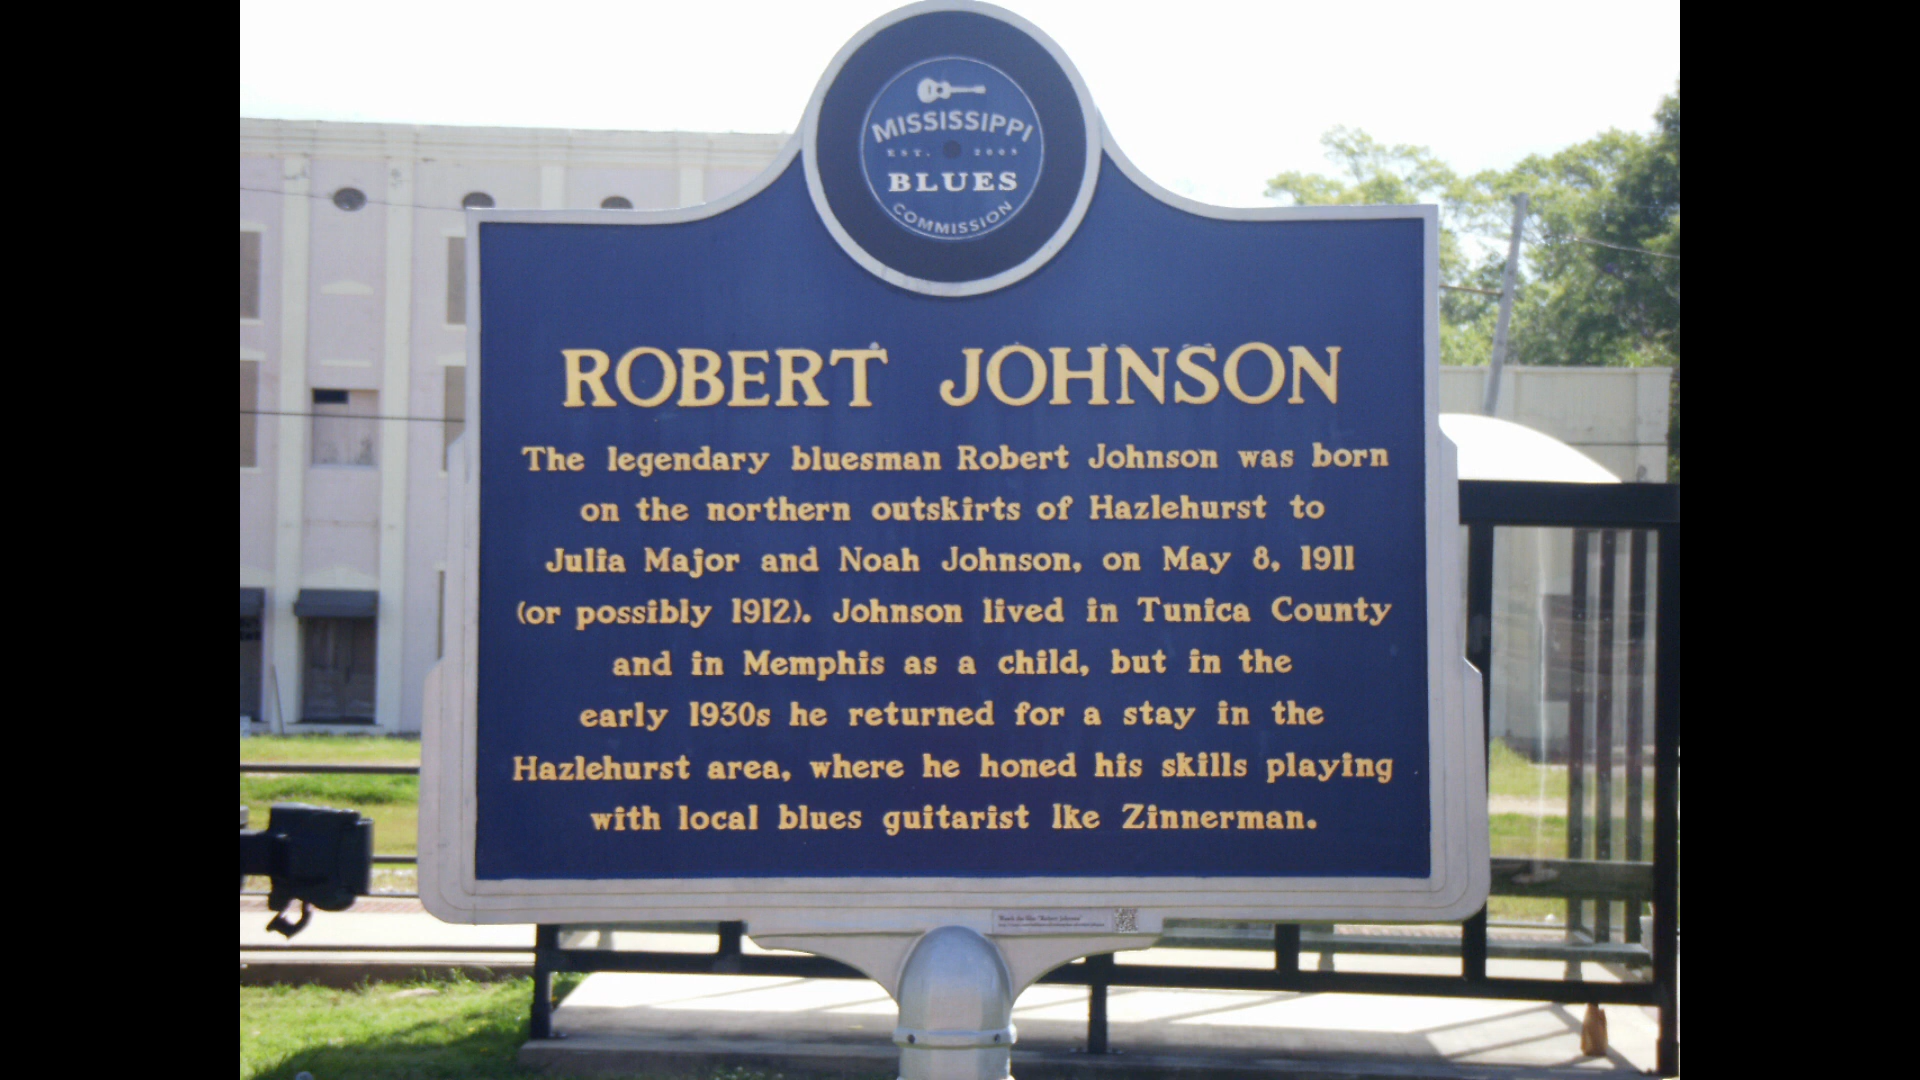 MISSISSIPPI
EST. 2005
BLUES
COMMISSION
ROBERT JOHNSON
The legendary bluesman Robert Johnson was born
on the northern outskirts of Hazlehurst to
Julia Major and Noah Johnson, on May 8, 1911
(or possibly 1912). Johnson lived in Tunica County
and in Memphis as a child, but in the
early 1930s he returned for a stay in the
Hazlehurst area, where he honed his skills playing
with local blues guitarist Ike Zinnerman.